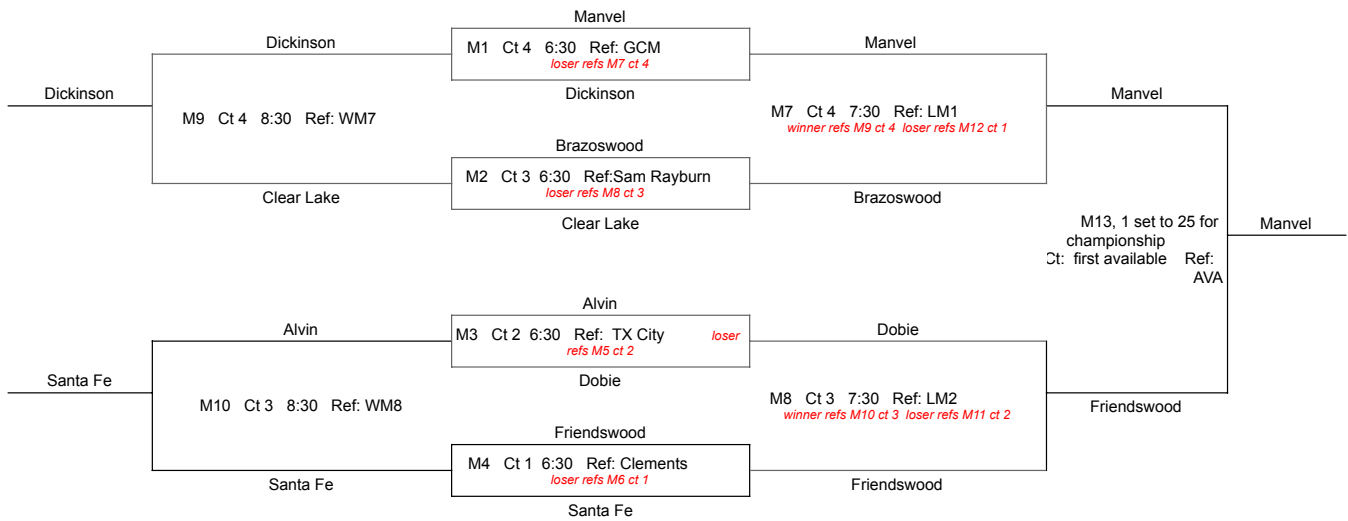 Manvel
Dickinson
M1 Ct 4 6:30 Ref: GCM
Manvel
loser refs M7 ct 4
Dickinson
Dickinson
Manvel
M9 Ct 4 8:30 Ref: WM7
M7 Ct 4 7:30 Ref: LM1
winner refs M9 ct 4 loser refs M12 ct 1
Brazoswood
M2 Ct 3 6:30 Ref:Sam Rayburn
loser refs M8 ct 3
Clear Lake
Brazoswood
Clear Lake
M13, 1 set to 25 for
championship
Ct: first available Ref:
AVA
Manvel
Alvin
Alvin
M3 Ct 2 6:30 Ref: TX City loser
refs M5 ct 2
Dobie
Santa Fe
Dobie
M10 Ct 3 8:30 Ref: WM8
M8 Ct 3 7:30 Ref: LM2
winner refs M10 ct 3 loser refs M11 ct 2
Friendswood
Friendswood
M4 Ct 1 6:30 Ref: Clements
loser refs M6 ct 1
Santa Fe
Friendswood
Santa Fe